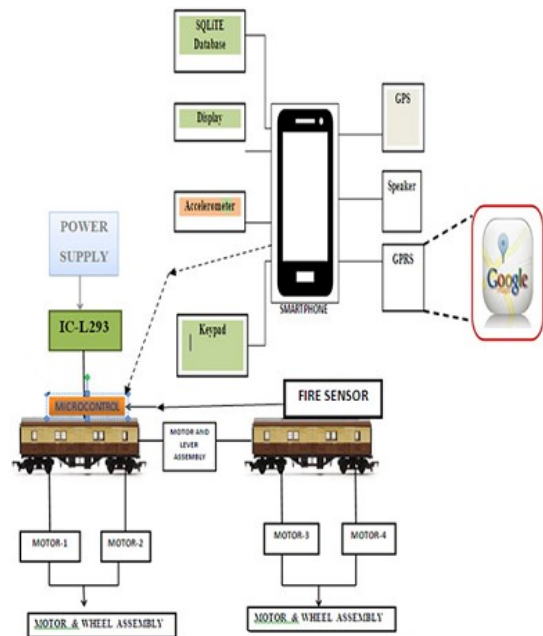 SQLiTE
Database
Display
Accelerometer
Keypad
GPS
Speaker
GPRS
Google
SMARTPHONE
POWER
SUPPLY
IC-L293
MICROCONTROL
FIRE SENSOR
MOTOR AND
LEVER
ASSEMBLY
MOTOR-1
MOTOR-2
MOTOR-3
MOTOR-4
MOTOR & WHEEL ASSEMBLY
MOTOR & WHEEL ASSEMBLY